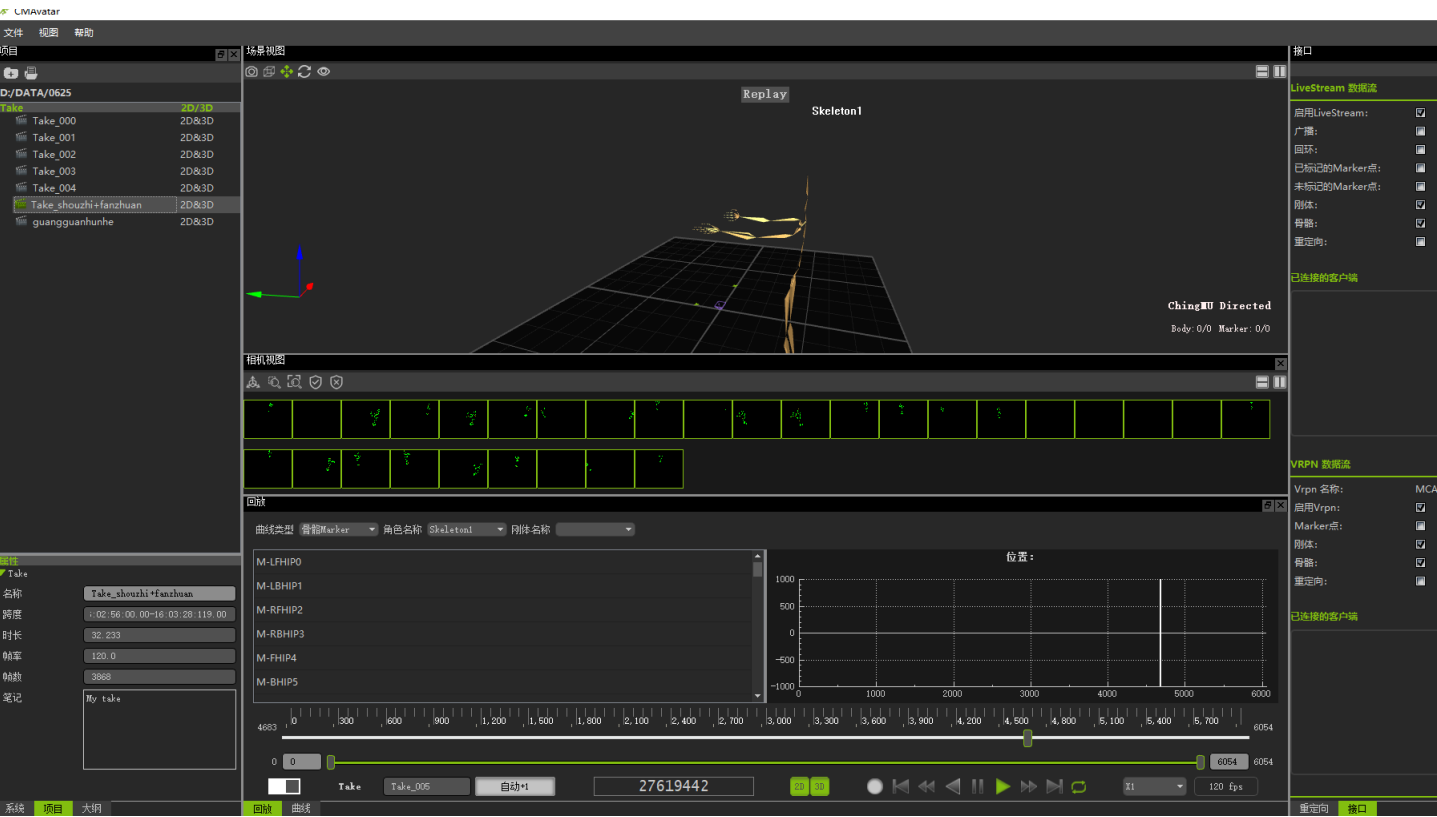 CMAvatar
文件 视图 帮助
项目
D:/DATA/0625
Take 2D/3D
Take_000 2D&3D
Take_001 2D&3D
Take_002 2D&3D
Take_003 2D&3D
Take_004 2D&3D
Take_shouzhi+fanzhuan 2D&3D
guangguanhunhe 2D&3D
属性
Take
名称 Take_shouzhi+fanzhuan
跨度 :02:56:00.00-16:03:28:119.00
时长 32.233
帧率 120.0
帧数 3868
笔记 My take
系统 项目 大纲
场景视图
Replay
Skeleton1
ChingMU Directed
Body:0/0 Marker:0/0
相机视图
回放
曲线类型 骨骼Marker 角色名称 Skeleton1 刚体名称
M-LFHIP0
M-LBHIP1
M-RFHIP2
M-RBHIP3
M-FHIP4
M-BHIP5
位置:
1000
500
0
-500
-1000
0 1000 2000 3000 4000 5000 6000
4683 0 300 600 900 1,200 1,500 1,800 2,100 2,400 2,700 3,000 3,300 3,600 3,900 4,200 4,500 4,800 5,100 5,400 5,700 6054
0 0 6054 6054
Take Take_005 自动+1 27619442 2D 3D X1 120 fps
回放 曲线
接口
LiveStream 数据流
启用LiveStream:
广播:
回环:
已标记的Marker点:
未标记的Marker点:
刚体:
骨骼:
重定向:
已连接的客户端
VRPN 数据流
Vrpn 名称: MCA
启用Vrpn:
Marker点:
刚体:
骨骼:
重定向:
已连接的客户端
重定向 接口